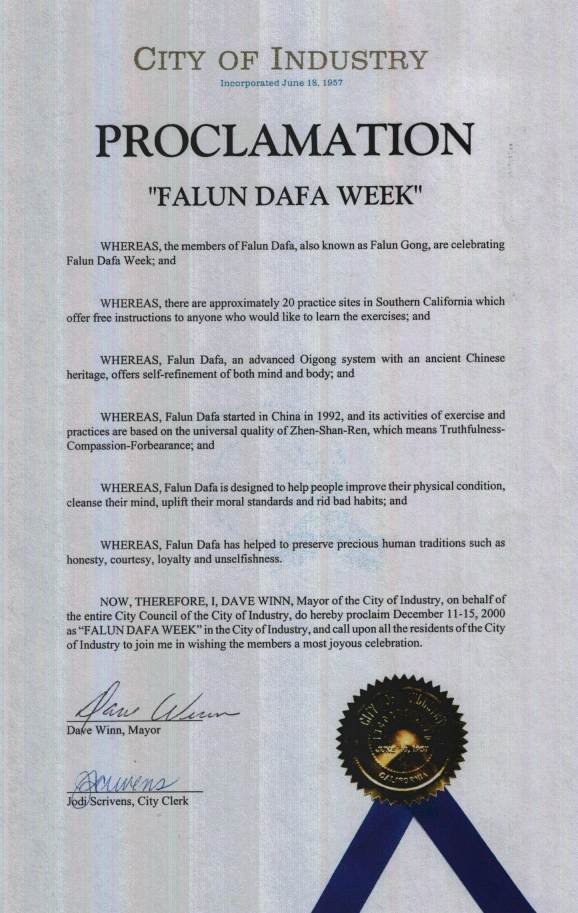 CITY OF INDUSTRY
Incorporated June 18, 1957
PROCLAMATION
"FALUN DAFA WEEK"
WHEREAS, the members of Falun Dafa, also known as Falun Gong, are celebrating
Falun Dafa Week; and
WHEREAS, there are approximately 20 practice sites in Southern California which
offer free instructions to anyone who would like to learn the exercises; and
WHEREAS, Falun Dafa, an advanced Oigong system with an ancient Chinese
heritage, offers self-refinement of both mind and body; and
WHEREAS, Falun Dafa started in China in 1992, and its activities of exercise and
practices are based on the universal quality of Zhen-Shan-Ren, which means Truthfulness-
Compassion-Forbearance; and
WHEREAS, Falun Dafa is designed to help people improve their physical condition,
cleanse their mind, uplift their moral standards and rid bad habits; and
WHEREAS, Falun Dafa has helped to preserve precious human traditions such as
honesty, courtesy, loyalty and unselfishness.
NOW, THEREFORE, I, DAVE WINN, Mayor of the City of Industry, on behalf of
the entire City Council of the City of Industry, do hereby proclaim December 11-15, 2000
as “FALUN DAFA WEEK” in the City of Industry, and call upon all the residents of the City
of Industry to join me in wishing the members a most joyous celebration.
Dave Winn
Dave Winn, Mayor
JScrivens
Jodi Scrivens, City Clerk
CITY OF INDUSTRY
JUNE 18, 1957
CALIFORNIA